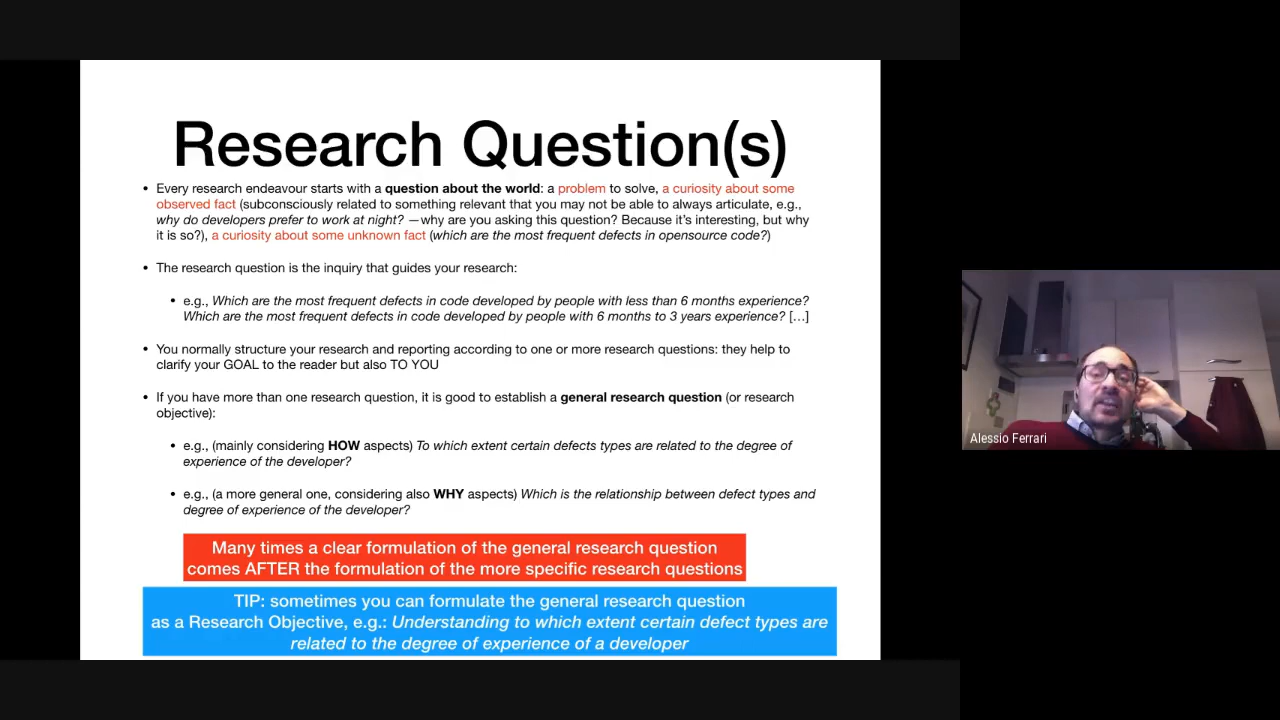 Research Question(s)
• Every research endeavour starts with a question about the world: a problem to solve, a curiosity about some
observed fact (subconsciously related to something relevant that you may not be able to always articulate, e.g.,
why do developers prefer to work at night? —why are you asking this question? Because it's interesting, but why
it is so?), a curiosity about some unknown fact (which are the most frequent defects in opensource code?)
• The research question is the inquiry that guides your research:
• e.g., Which are the most frequent defects in code developed by people with less than 6 months experience?
Which are the most frequent defects in code developed by people with 6 months to 3 years experience? […]
• You normally structure your research and reporting according to one or more research questions: they help to
clarify your GOAL to the reader but also TO YOU
• If you have more than one research question, it is good to establish a general research question (or research
objective):
• e.g., (mainly considering HOW aspects) To which extent certain defects types are related to the degree of
experience of the developer?
• e.g., (a more general one, considering also WHY aspects) Which is the relationship between defect types and
degree of experience of the developer?
Many times a clear formulation of the general research question
comes AFTER the formulation of the more specific research questions
TIP: sometimes you can formulate the general research question
as a Research Objective, e.g.: Understanding to which extent certain defect types are
related to the degree of experience of a developer
Alessio Ferrari